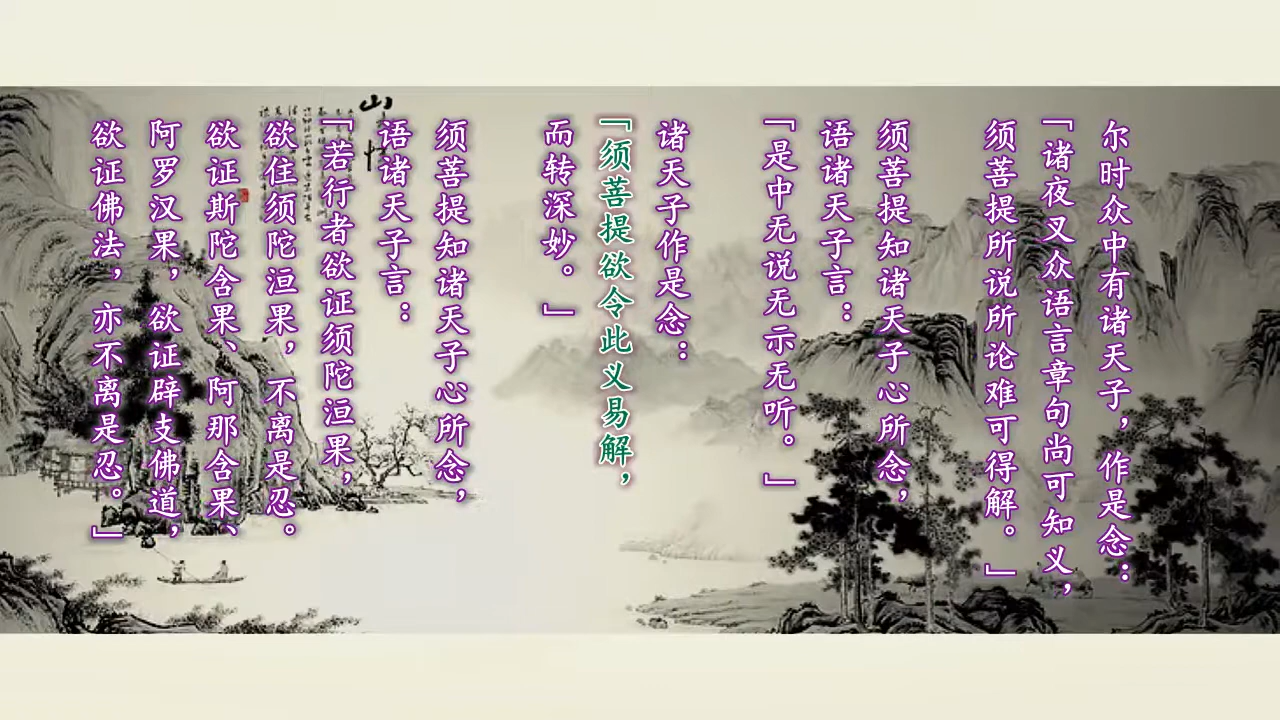 尔时众中有诸天子，作是念：
「诸夜叉众语言章句尚可知义，
须菩提所说所论难可得解。」
须菩提知诸天子心所念，
语诸天子言：
「是中无说无示无听。」
诸天子作是念：
「须菩提欲令此义易解，
而转深妙。」
须菩提知诸天子心所念，
语诸天子言：
「若行者欲证须陀洹果，
欲住须陀洹果，不离是忍。
欲证斯陀含果、阿那含果、
阿罗汉果，欲证辟支佛道，
欲证佛法，亦不离是忍。」
山